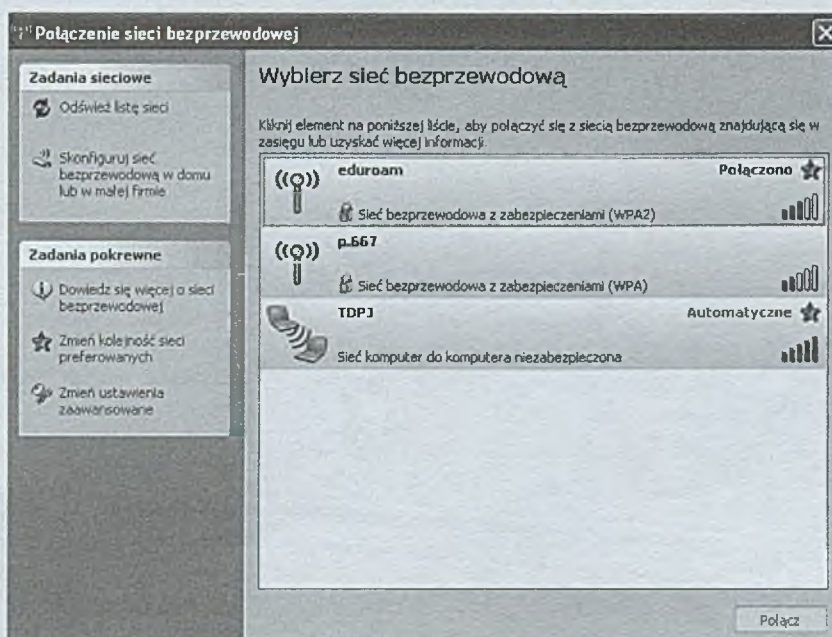 Połączenie sieci bezprzewodowej
Zadania sieciowe
Odśwież listę sieci
Skonfiguruj sieć
bezprzewodową w domu
lub w małej firmie
Zadania pokrewne
Dowiedz się więcej o sieci
bezprzewodowej
Zmień kolejność sieci
preferowanych
Zmień ustawienia
zaawansowane
Wybierz sieć bezprzewodową
Kliknij element na poniższej liście, aby połączyć się z siecią bezprzewodową znajdującą się w
zasięgu lub uzyskać więcej informacji.
eduroam Połączono
Sieć bezprzewodowa z zabezpieczeniami (WPA2)
p.667
Sieć bezprzewodowa z zabezpieczeniami (WPA)
TDPJ Automatyczne
Sieć komputer do komputera niezabezpieczona
Połącz